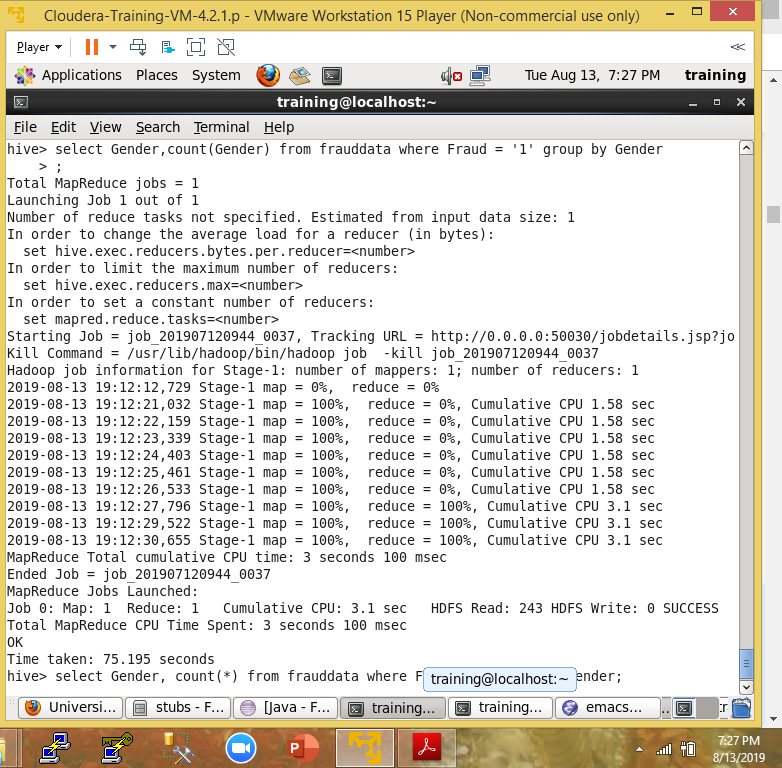 Cloudera-Training-VM-4.2.1.p - VMware Workstation 15 Player (Non-commercial use only)
Player
Applications Places System Tue Aug 13, 7:27 PM training
training@localhost:~
File Edit View Search Terminal Help
hive> select Gender,count(Gender) from frauddata where Fraud = '1' group by Gender
    > ;
Total MapReduce jobs = 1
Launching Job 1 out of 1
Number of reduce tasks not specified. Estimated from input data size: 1
In order to change the average load for a reducer (in bytes):
  set hive.exec.reducers.bytes.per.reducer=<number>
In order to limit the maximum number of reducers:
  set hive.exec.reducers.max=<number>
In order to set a constant number of reducers:
  set mapred.reduce.tasks=<number>
Starting Job = job_201907120944_0037, Tracking URL = http://0.0.0.0:50030/jobdetails.jsp?jo
Kill Command = /usr/lib/hadoop/bin/hadoop job  -kill job_201907120944_0037
Hadoop job information for Stage-1: number of mappers: 1; number of reducers: 1
2019-08-13 19:12:12,729 Stage-1 map = 0%,  reduce = 0%
2019-08-13 19:12:21,032 Stage-1 map = 100%,  reduce = 0%, Cumulative CPU 1.58 sec
2019-08-13 19:12:22,159 Stage-1 map = 100%,  reduce = 0%, Cumulative CPU 1.58 sec
2019-08-13 19:12:23,339 Stage-1 map = 100%,  reduce = 0%, Cumulative CPU 1.58 sec
2019-08-13 19:12:24,403 Stage-1 map = 100%,  reduce = 0%, Cumulative CPU 1.58 sec
2019-08-13 19:12:25,461 Stage-1 map = 100%,  reduce = 0%, Cumulative CPU 1.58 sec
2019-08-13 19:12:26,533 Stage-1 map = 100%,  reduce = 0%, Cumulative CPU 1.58 sec
2019-08-13 19:12:27,796 Stage-1 map = 100%,  reduce = 100%, Cumulative CPU 3.1 sec
2019-08-13 19:12:29,522 Stage-1 map = 100%,  reduce = 100%, Cumulative CPU 3.1 sec
2019-08-13 19:12:30,655 Stage-1 map = 100%,  reduce = 100%, Cumulative CPU 3.1 sec
MapReduce Total cumulative CPU time: 3 seconds 100 msec
Ended Job = job_201907120944_0037
MapReduce Jobs Launched:
Job 0: Map: 1  Reduce: 1   Cumulative CPU: 3.1 sec   HDFS Read: 243 HDFS Write: 0 SUCCESS
Total MapReduce CPU Time Spent: 3 seconds 100 msec
OK
Time taken: 75.195 seconds
hive> select Gender, count(*) from frauddata where F ender;
training@localhost:~
Universi... stubs - F... [Java - F... training... training... emacs...
7:27 PM
8/13/2019